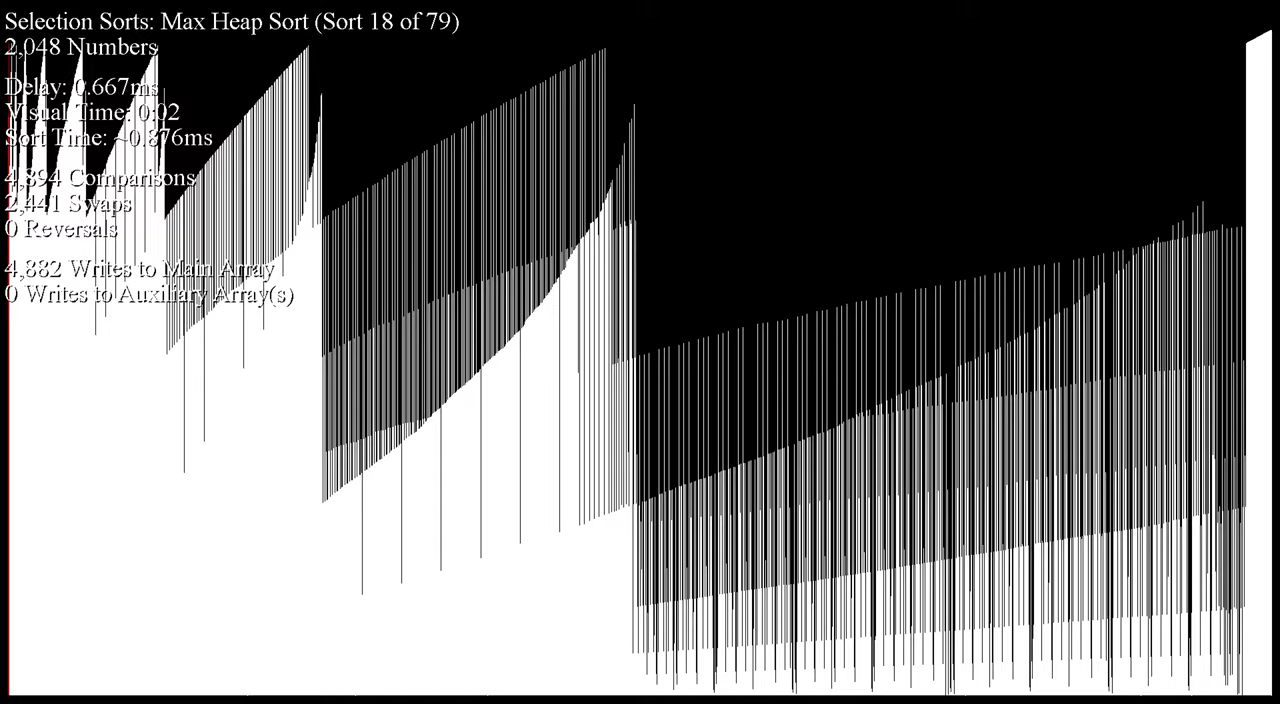 Selection Sorts: Max Heap Sort (Sort 18 of 79)
2,048 Numbers
Delay: 0.667ms
Visual Time: 0:02
Sort Time: ~0.876ms
4,894 Comparisons
2,441 Swaps
0 Reversals
4,882 Writes to Main Array
0 Writes to Auxiliary Array(s)